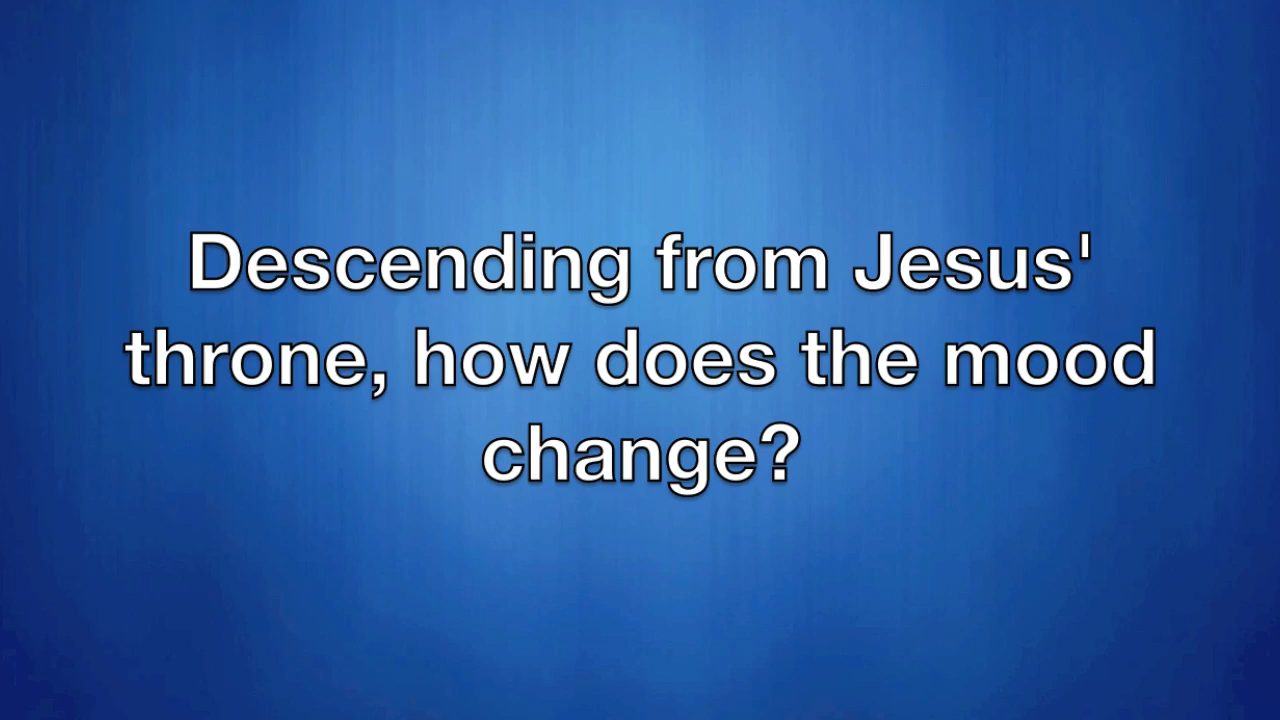 Descending from Jesus'
throne, how does the mood
change?